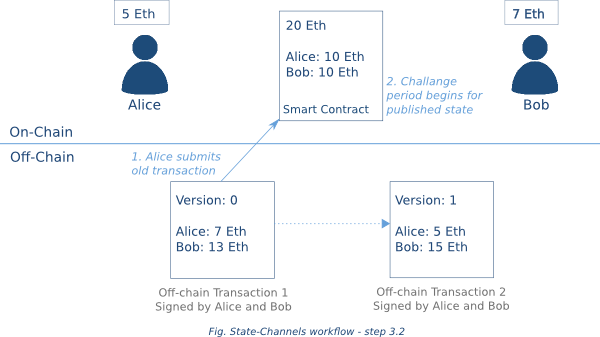 5 Eth
Alice
20 Eth
Alice: 10 Eth
Bob: 10 Eth
Smart Contract
2. Challange
period begins for
published state
7 Eth
Bob
On-Chain
Off-Chain
1. Alice submits
old transaction
Version: 0
Alice: 7 Eth
Bob: 13 Eth
Version: 1
Alice: 5 Eth
Bob: 15 Eth
Off-chain Transaction 1
Signed by Alice and Bob
Off-chain Transaction 2
Signed by Alice and Bob
Fig. State-Channels workflow - step 3.2